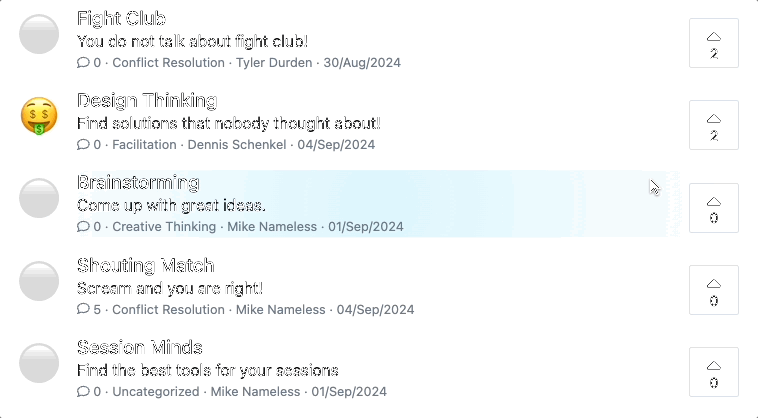 Fight Club
You do not talk about fight club!
0 · Conflict Resolution · Tyler Durden · 30/Aug/2024
2
Design Thinking
Find solutions that nobody thought about!
0 · Facilitation · Dennis Schenkel · 04/Sep/2024
2
Brainstorming
Come up with great ideas.
0 · Creative Thinking · Mike Nameless · 01/Sep/2024
0
Shouting Match
Scream and you are right!
5 · Conflict Resolution · Mike Nameless · 04/Sep/2024
0
Session Minds
Find the best tools for your sessions
0 · Uncategorized · Mike Nameless · 01/Sep/2024
0